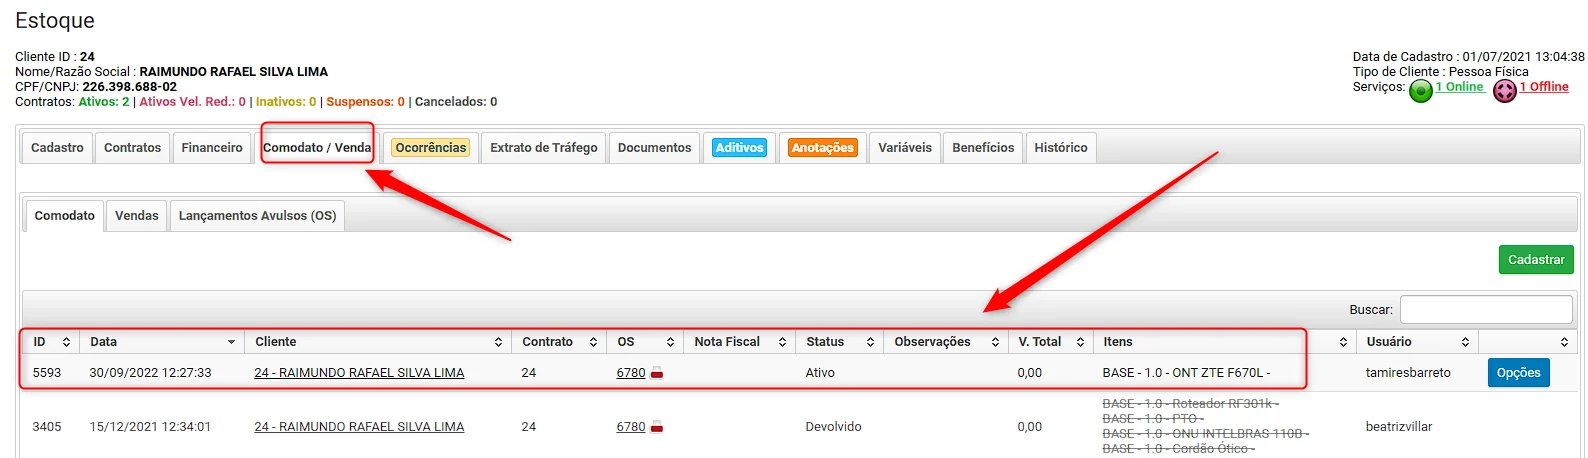 Estoque
Cliente ID : 24
Nome/Razão Social : RAIMUNDO RAFAEL SILVA LIMA
CPF/CNPJ: 226.398.688-02
Contratos: Ativos: 2 | Ativos Vel. Red.: 0 | Inativos: 0 | Suspensos: 0 | Cancelados: 0
Data de Cadastro : 01/07/2021 13:04:38
Tipo de Cliente : Pessoa Física
Serviços: 1 Online 1 Offline
Cadastro Contratos Financeiro Comodato / Venda Ocorrências Extrato de Tráfego Documentos Aditivos Anotações Variáveis Benefícios Histórico
Comodato Vendas Lançamentos Avulsos (OS)
Cadastrar
Buscar:
ID Data Cliente Contrato OS Nota Fiscal Status Observações V. Total Itens Usuário
5593 30/09/2022 12:27:33 24 - RAIMUNDO RAFAEL SILVA LIMA 24 6780 Ativo 0,00 BASE - 1.0 - ONT ZTE F670L - tamiresbarreto Opções
3405 15/12/2021 12:34:01 24 - RAIMUNDO RAFAEL SILVA LIMA 24 6780 Devolvido 0,00 BASE - 1.0 - Roteador RF301k - beatrizvillar
BASE - 1.0 - PTO -
BASE - 1.0 - ONU INTELBRAS 110B -
BASE - 1.0 - Cordão Ótico -